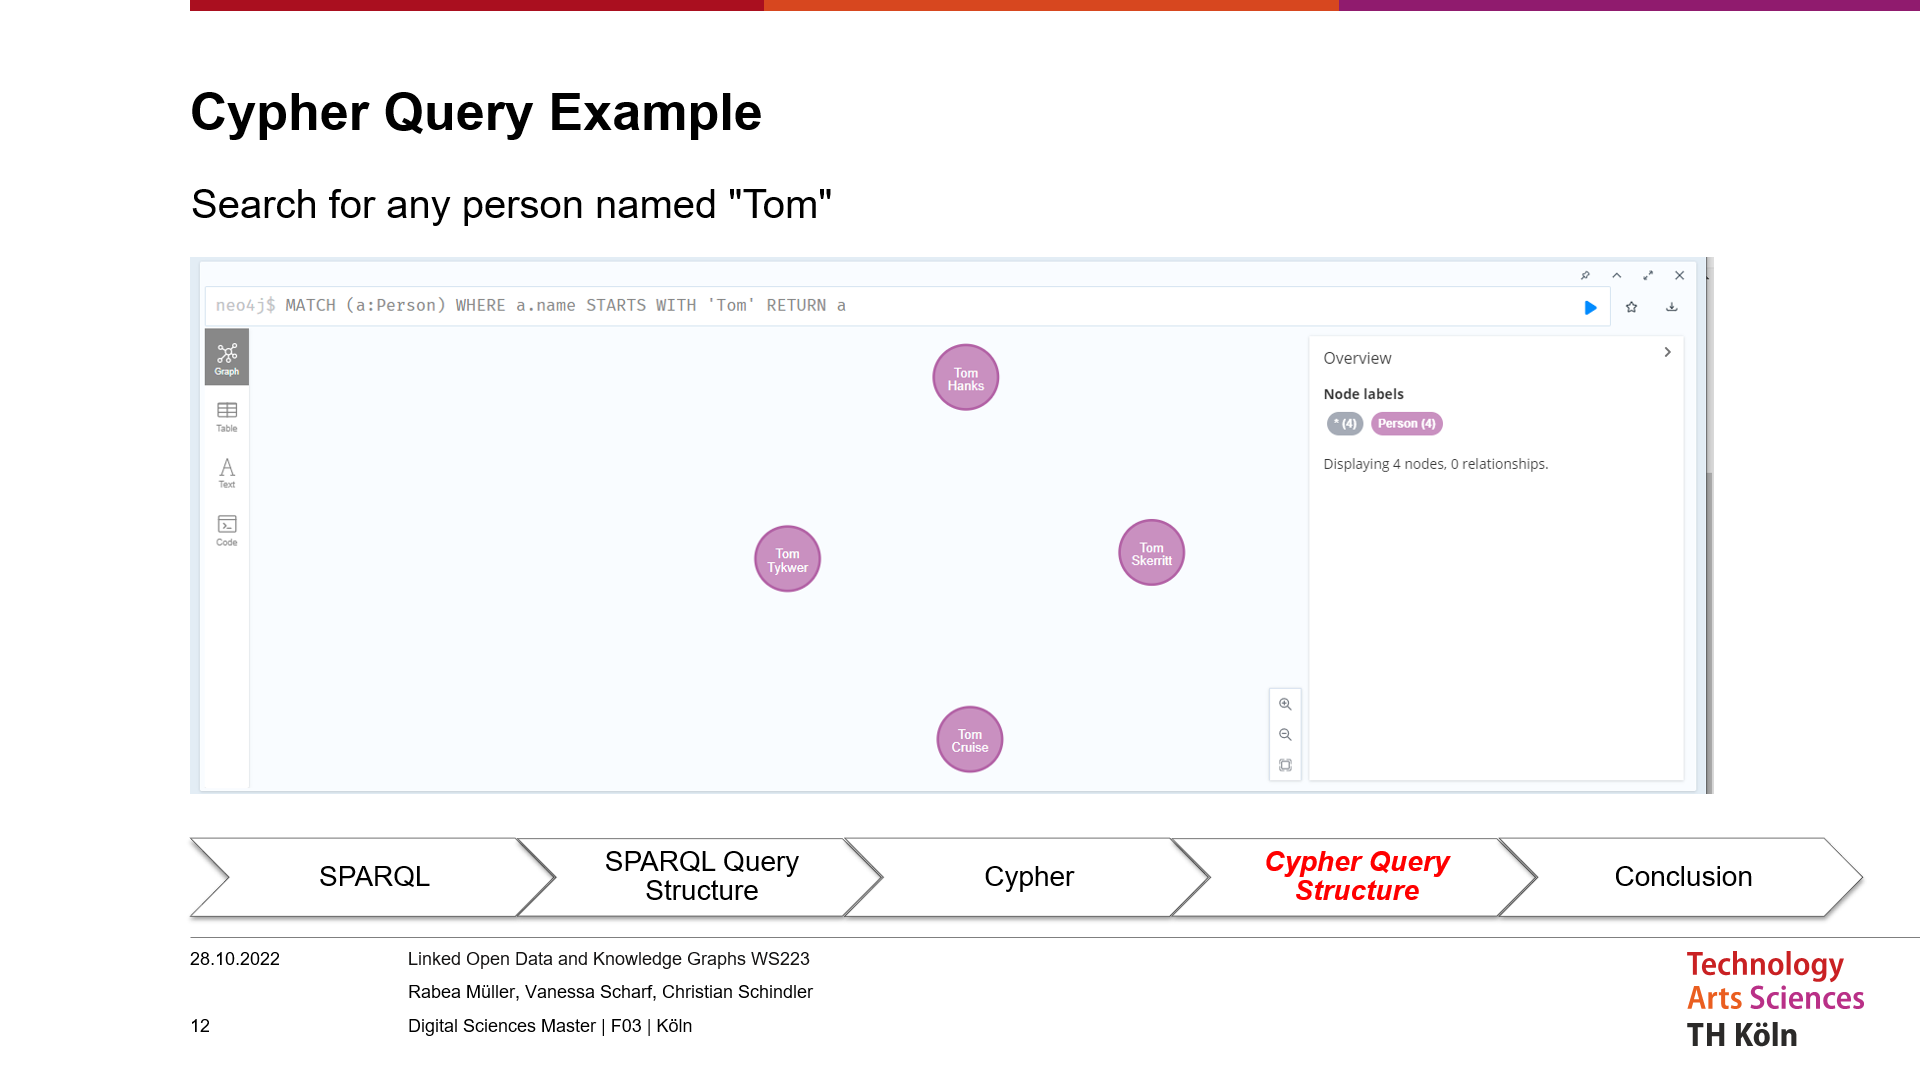 Cypher Query Example
Search for any person named "Tom"
neo4j$ MATCH (a:Person) WHERE a.name STARTS WITH 'Tom' RETURN a
Graph
Table
Text
Code
Tom
Hanks
Tom
Tykwer
Tom
Skerritt
Tom
Cruise
Overview
Node labels
* (4) Person (4)
Displaying 4 nodes, 0 relationships.
SPARQL
SPARQL Query
Structure
Cypher
Cypher Query
Structure
Conclusion
28.10.2022
Linked Open Data and Knowledge Graphs WS223
Rabea Müller, Vanessa Scharf, Christian Schindler
12
Digital Sciences Master | F03 | Köln
Technology
Arts Sciences
TH Köln